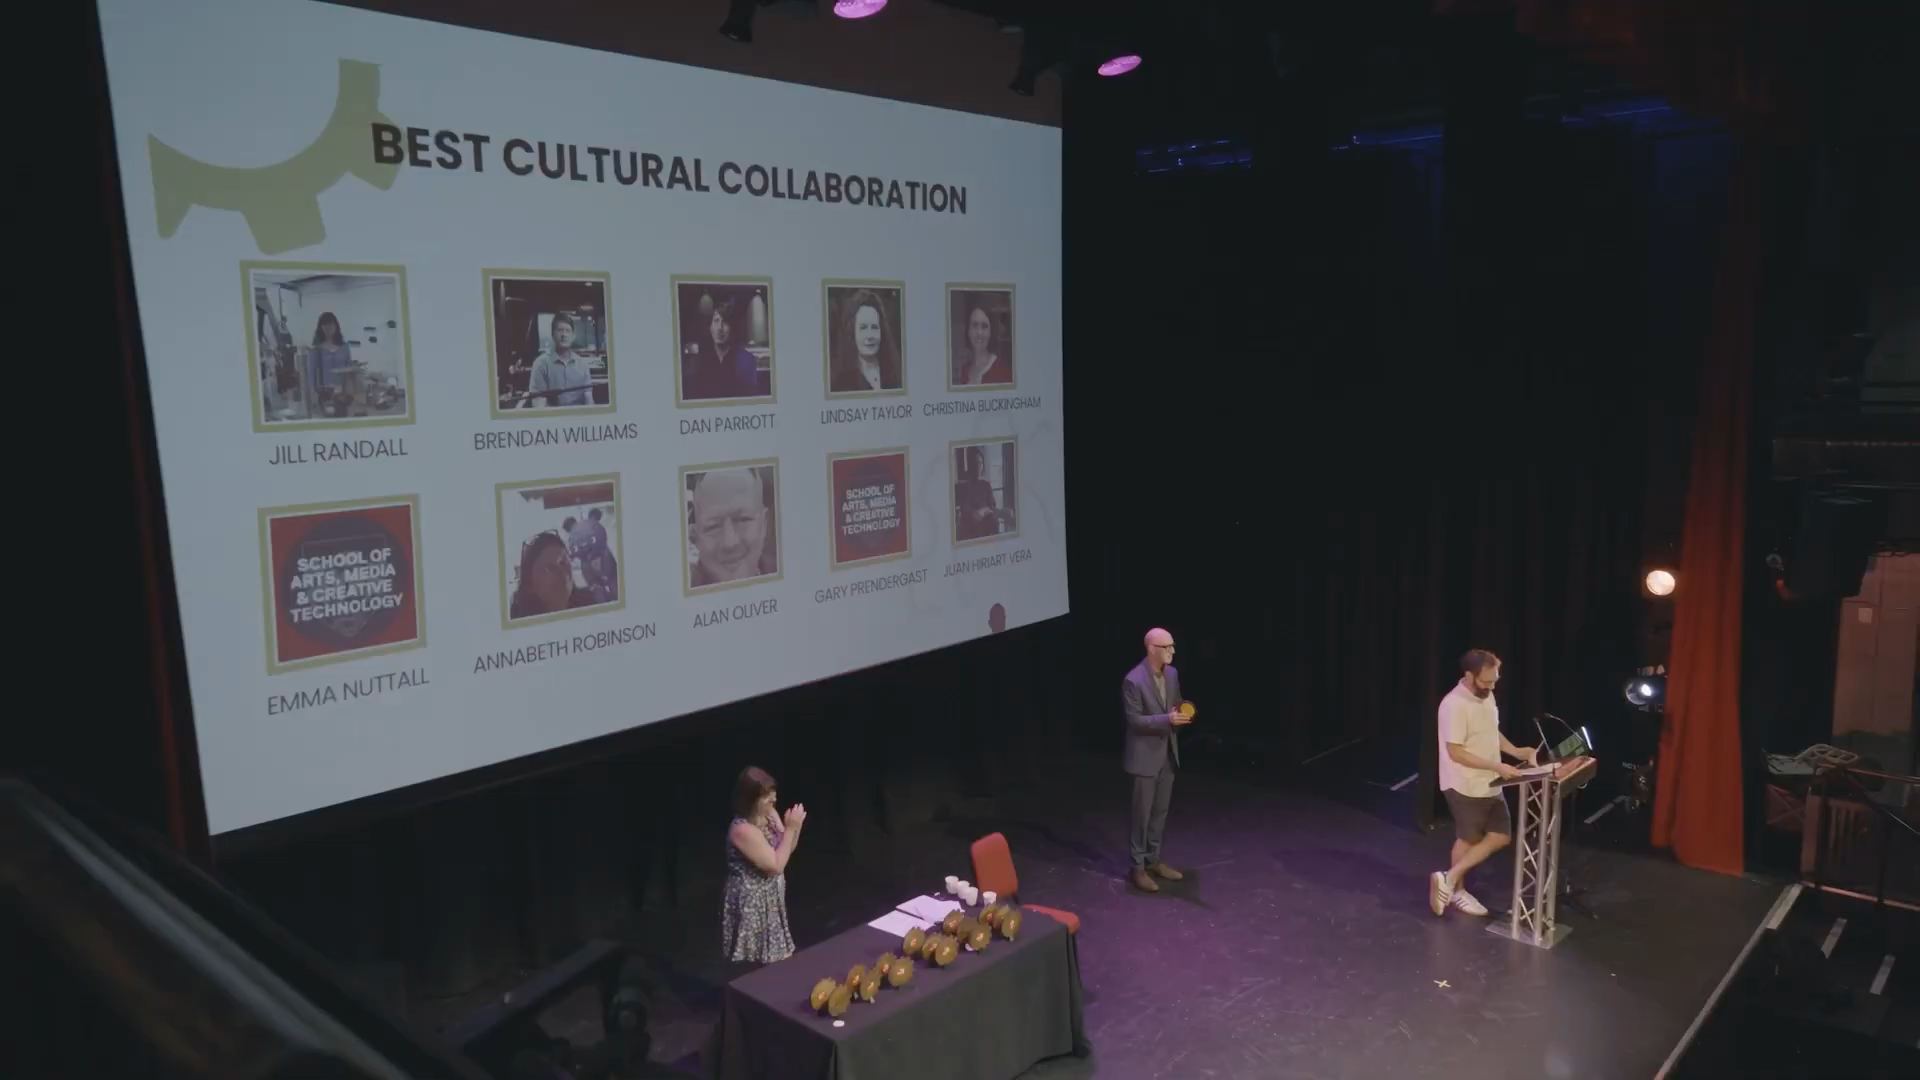 BEST CULTURAL COLLABORATION
JILL RANDALL
BRENDAN WILLIAMS
DAN PARROTT
LINDSAY TAYLOR
CHRISTINA BUCKINGHAM
SCHOOL OF
ARTS, MEDIA
& CREATIVE
TECHNOLOGY
EMMA NUTTALL
ANNABETH ROBINSON
ALAN OLIVER
SCHOOL OF
ARTS, MEDIA
& CREATIVE
TECHNOLOGY
GARY PRENDERGAST
JUAN HIRIART VERA